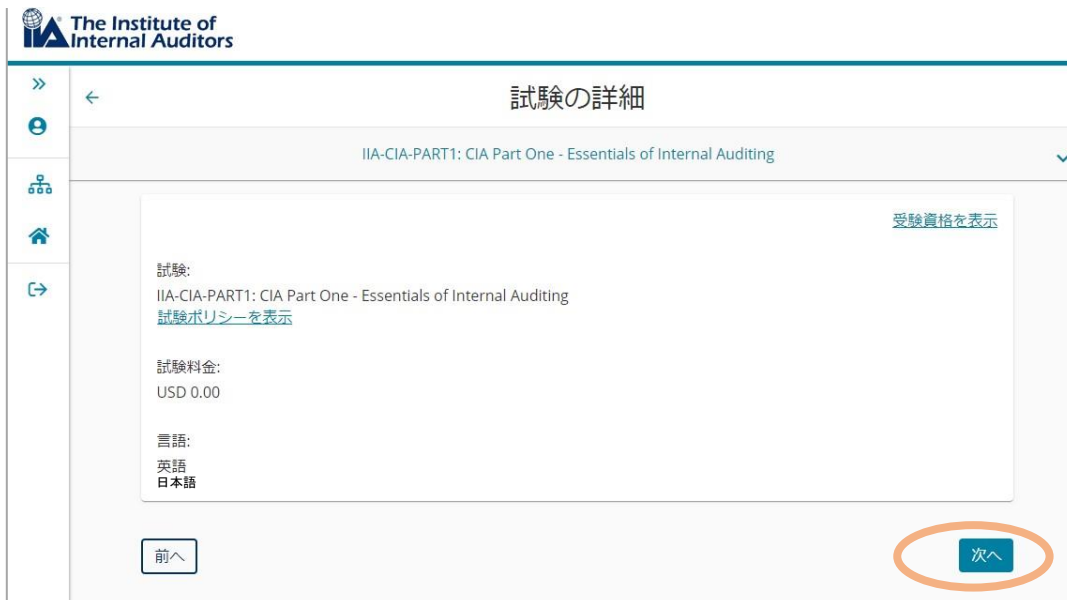 IIA The Institute of
Internal Auditors
試験の詳細
IIA-CIA-PART1: CIA Part One - Essentials of Internal Auditing
受験資格を表示
試験:
IIA-CIA-PART1: CIA Part One - Essentials of Internal Auditing
試験ポリシーを表示
試験料金:
USD 0.00
言語:
英語
日本語
前へ
次へ